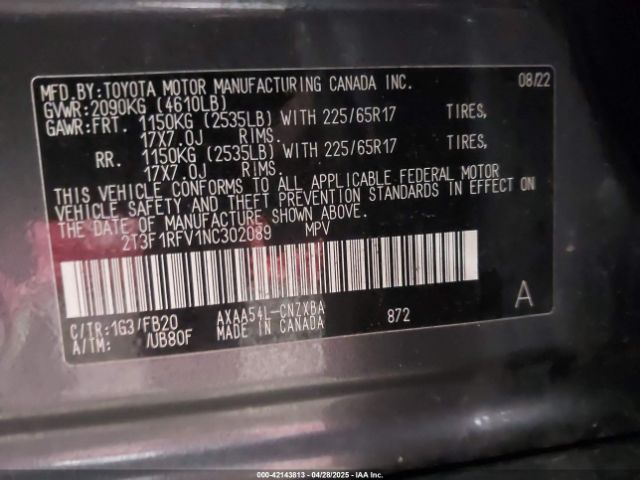 MFD.BY:TOYOTA MOTOR MANUFACTURING CANADA INC. 08/22
GVWR:2090KG (4610LB)
GAWR:FRT. 1150KG (2535LB) WITH 225/65R17 TIRES,
17X7.0J RIMS.
RR. 1150KG (2535LB) WITH 225/65R17 TIRES,
17X7.0J RIMS.
THIS VEHICLE CONFORMS TO ALL APPLICABLE FEDERAL MOTOR
VEHICLE SAFETY AND THEFT PREVENTION STANDARDS IN EFFECT ON
THE DATE OF MANUFACTURE SHOWN ABOVE.
2T3F1RFV1NC302089 MPV
C/TR:1G3/FB20 AXAA54L-CNZXBA 872 A
A/TM: /UB80F MADE IN CANADA
000-42143813 | 04/28/2025 - IAA Inc.